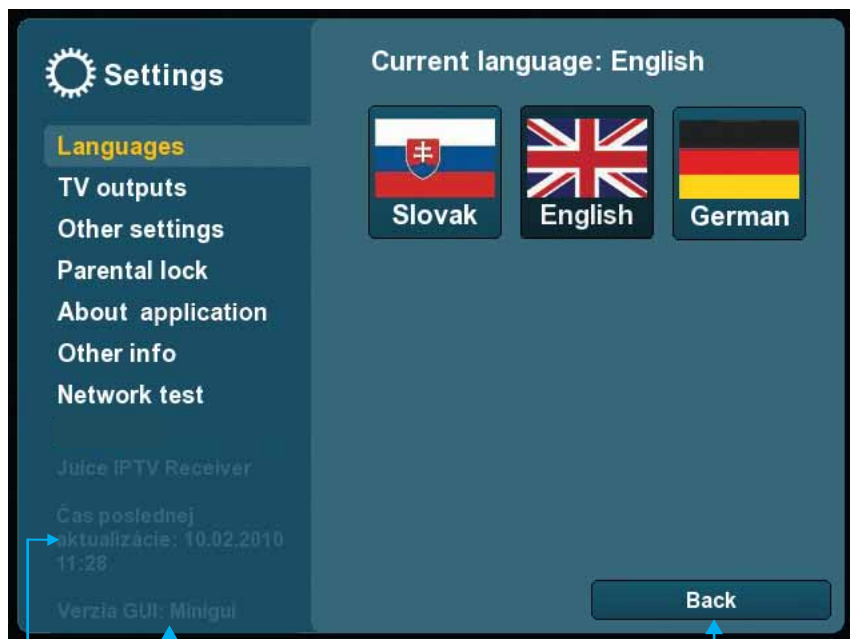 Settings
Languages
TV outputs
Other settings
Parental lock
About application
Other info
Network test
Juice IPTV Receiver
Čas poslednej
aktualizácie: 10.02.2010
11:28
Verzia GUI: Minigui
Current language: English
Slovak
English
German
Back